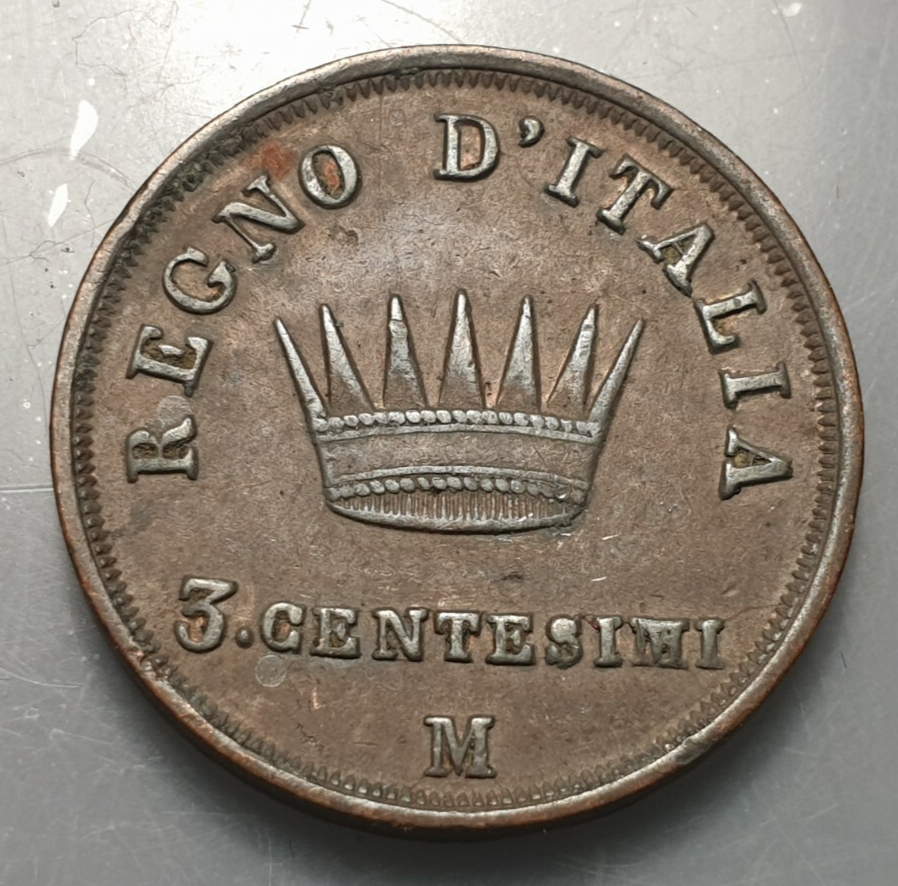 REGNO D'ITALIA
3.CENTESIMI
M